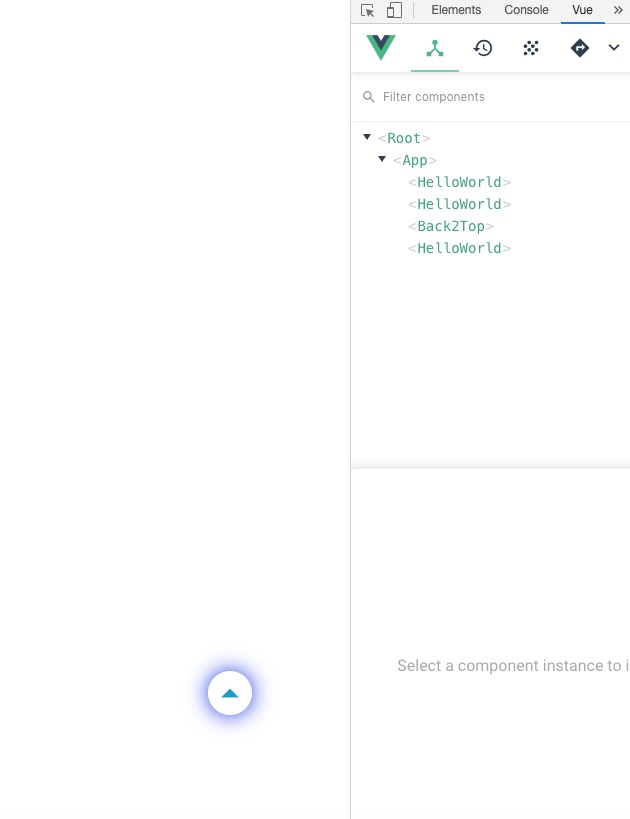 Elements Console Vue »
Filter components
<Root>
<App>
<HelloWorld>
<HelloWorld>
<Back2Top>
<HelloWorld>
Select a component instance to i